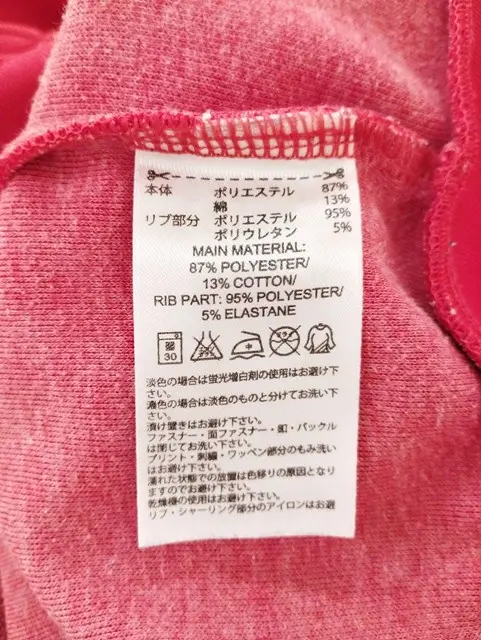 本体 ポリエステル 87%
綿 13%
リブ部分 ポリエステル 95%
ポリウレタン 5%
MAIN MATERIAL:
87% POLYESTER/
13% COTTON/
RIB PART: 95% POLYESTER/
5% ELASTANE
30
淡色の場合は蛍光増白剤の使用はお避け下
さい。
濃色の場合は淡色のものと分けてお洗い下
さい。
漬け置きはお避け下さい。
ファスナー・面ファスナー・釦・バックル
は閉じてお洗い下さい。
プリント・刺繍・ワッペン部分のもみ洗い
はお避け下さい。
濡れた状態での放置は色移りの原因となり
ますのでお避け下さい。
乾燥機の使用はお避け下さい。
リブ・シャーリング部分のアイロンはお避